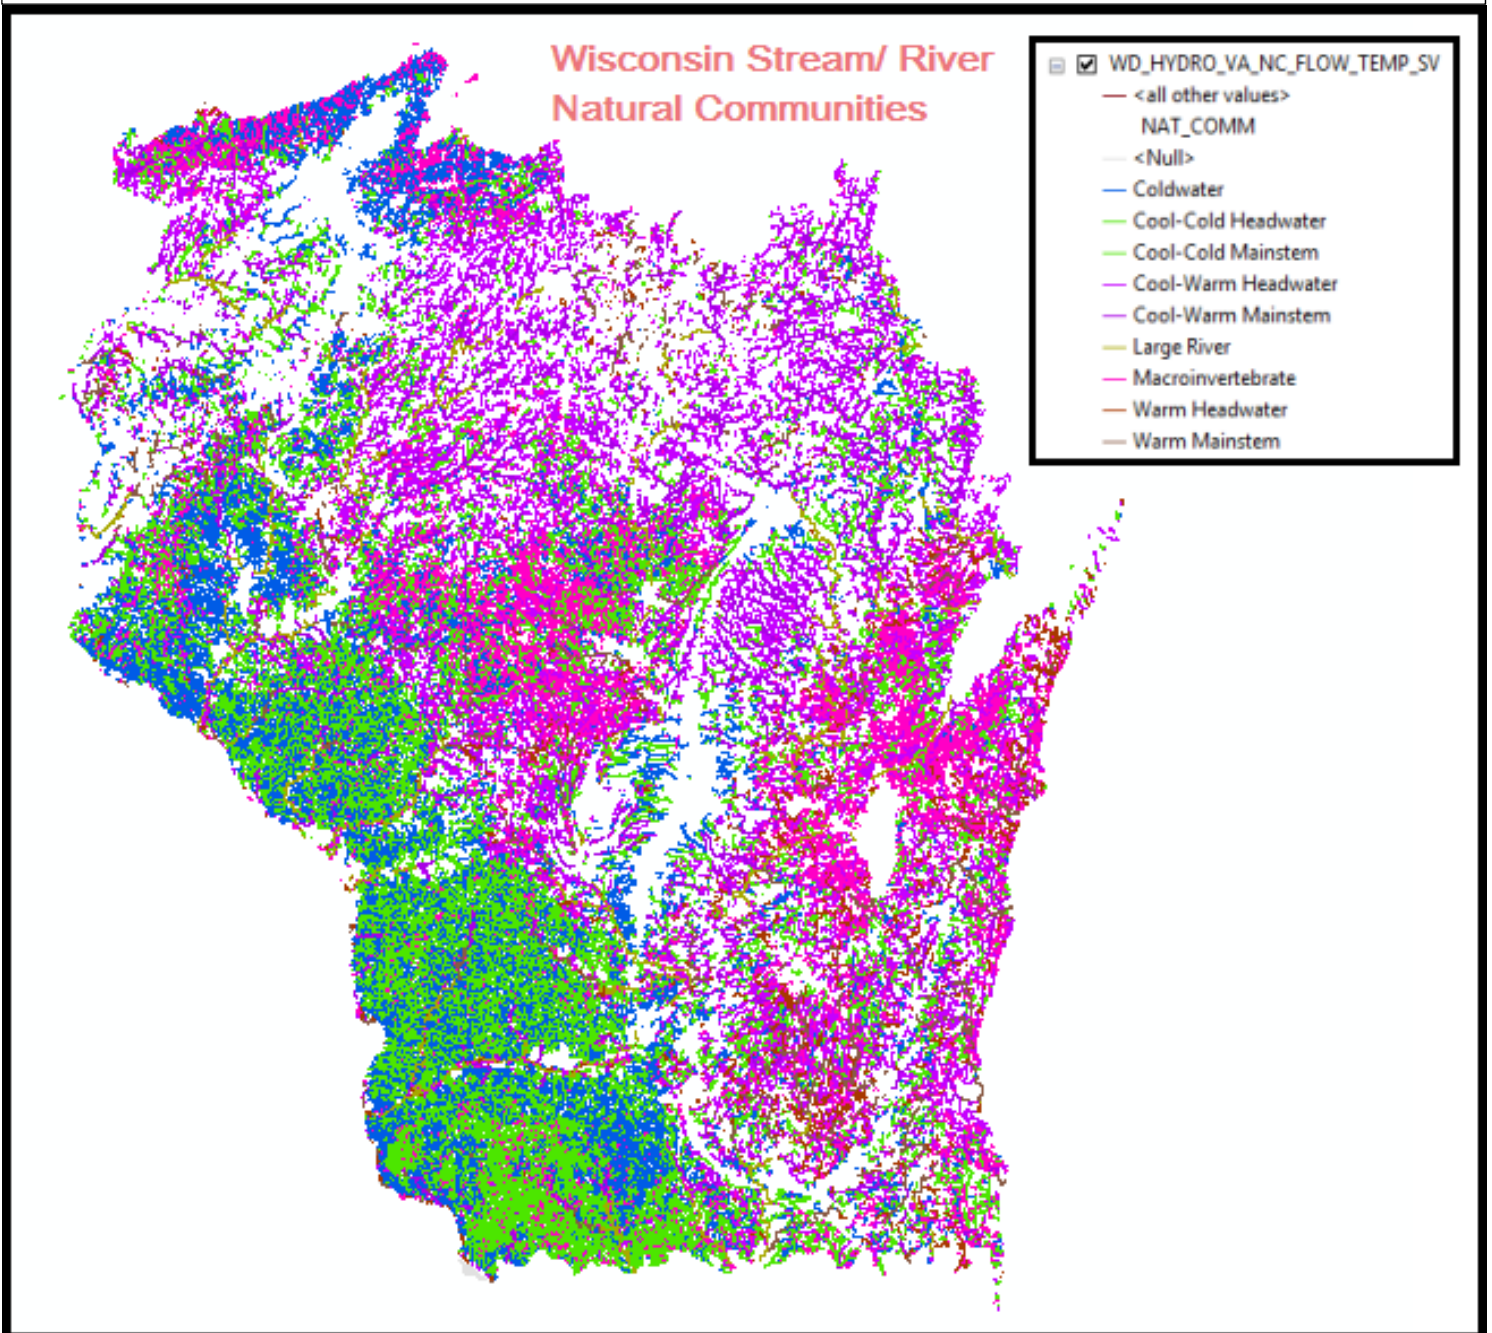 Wisconsin Stream/ River
Natural Communities
WD_HYDRO_VA_NC_FLOW_TEMP_SV
<all other values>
NAT_COMM
<Null>
Coldwater
Cool-Cold Headwater
Cool-Cold Mainstem
Cool-Warm Headwater
Cool-Warm Mainstem
Large River
Macroinvertebrate
Warm Headwater
Warm Mainstem